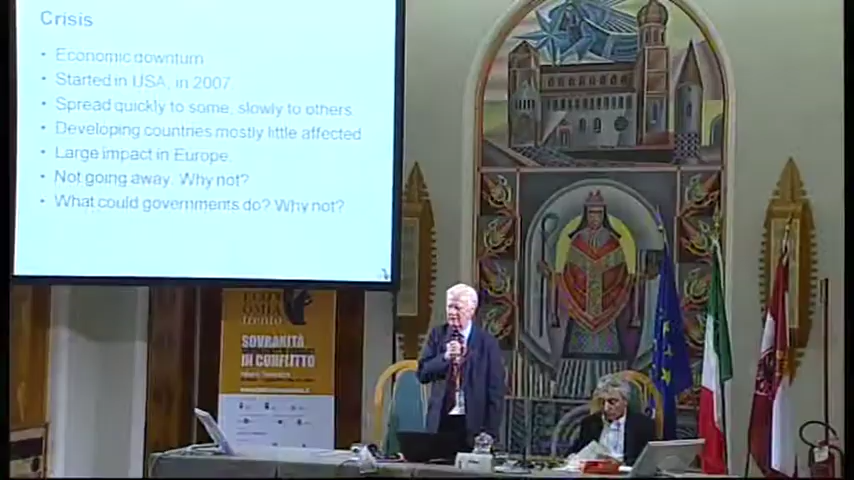 Crisis
• Economic downturn
• Started in USA, in 2007
• Spread quickly to some, slowly to others.
• Developing countries mostly little affected
• Large impact in Europe.
• Not going away. Why not?
• What could governments do? Why not?
trento
SOVRANITÀ
IN CONFLITTO